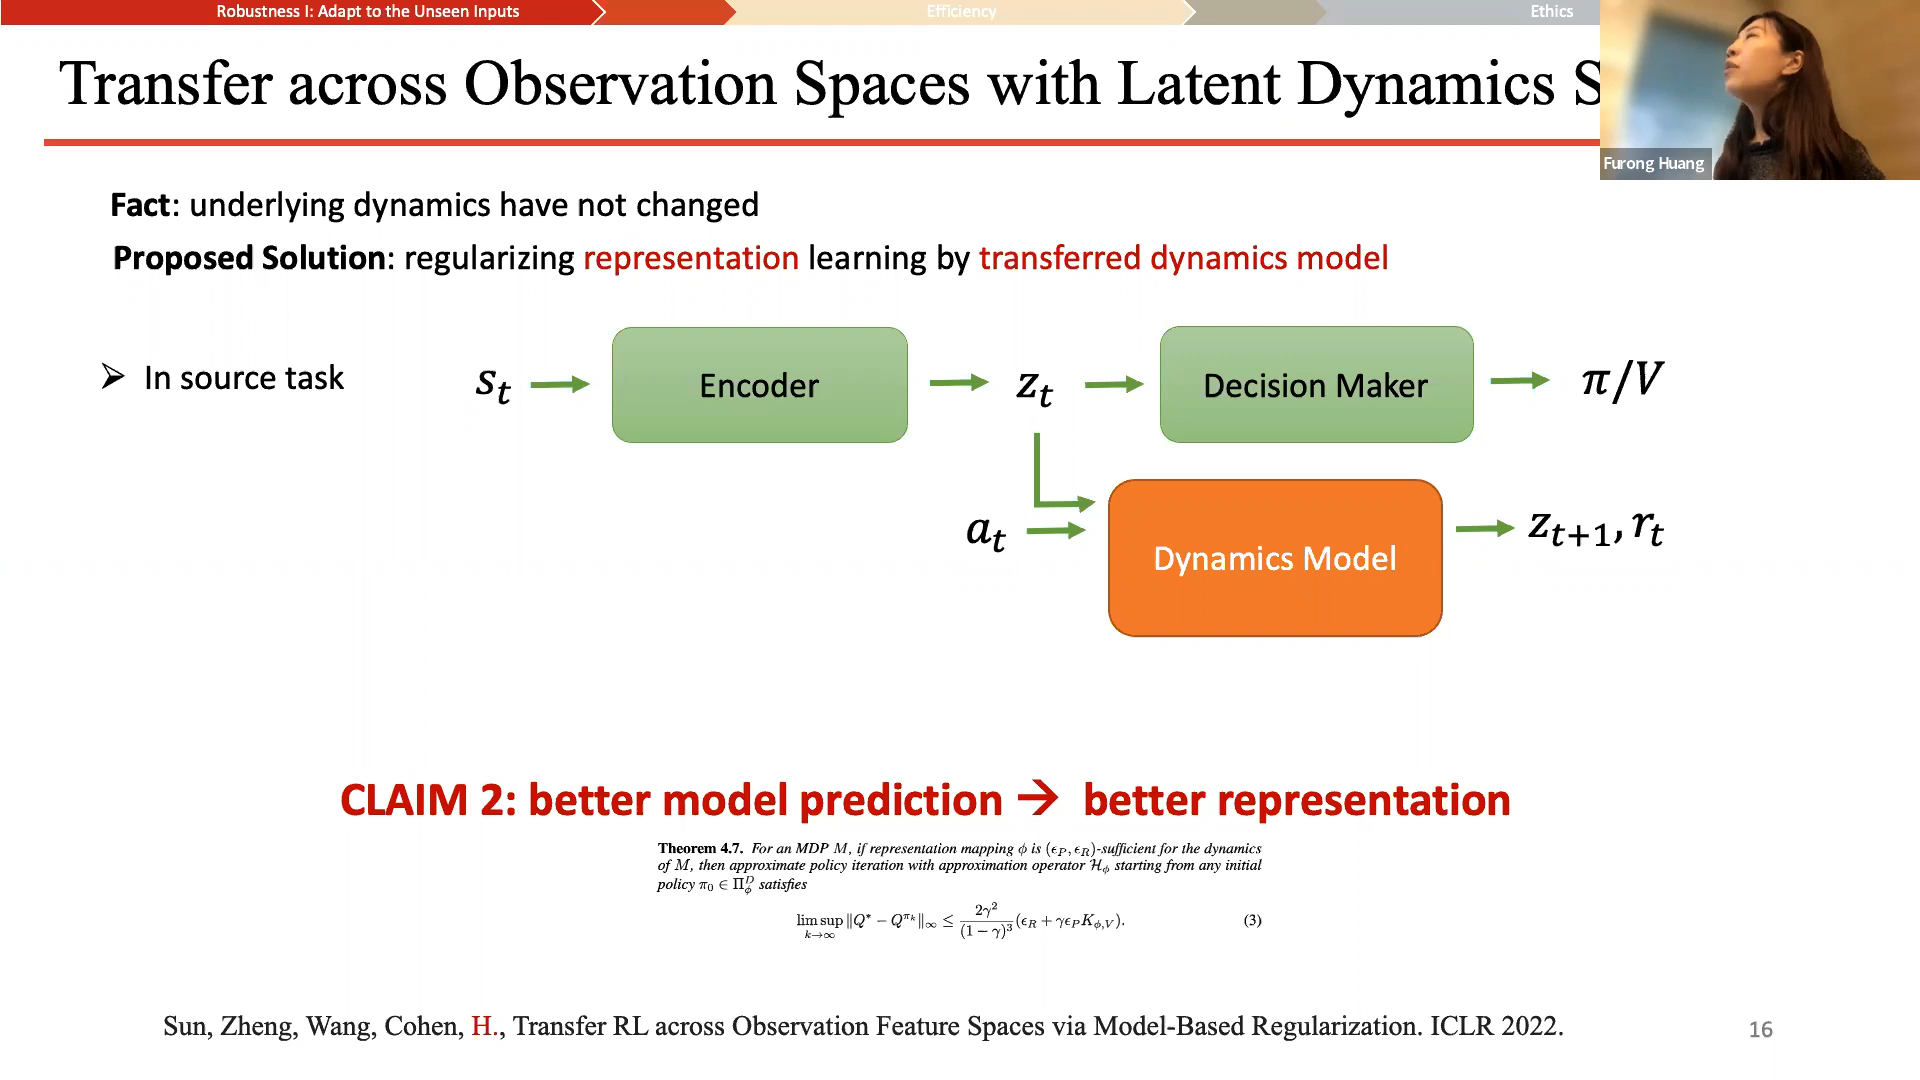 Robustness I: Adapt to the Unseen Inputs
Efficiency
Ethics
Transfer across Observation Spaces with Latent Dynamics S
Furong Huang
Fact: underlying dynamics have not changed
Proposed Solution: regularizing representation learning by transferred dynamics model
➢ In source task
s_t
Encoder
z_t
Decision Maker
π/V
a_t
Dynamics Model
z_{t+1}, r_t
CLAIM 2: better model prediction → better representation
Theorem 4.7. For an MDP M, if representation mapping ϕ is (ϵ_P, ϵ_R)-sufficient for the dynamics
of M, then approximate policy iteration with approximation operator ℋ_ϕ starting from any initial
policy π_0 ∈ Π_ϕ^D satisfies
lim sup_{k→∞} ‖Q* − Q^{π_k}‖_∞ ≤ 2γ²/(1 − γ)³ (ϵ_R + γϵ_P K_{ϕ,V}). (3)
Sun, Zheng, Wang, Cohen, H., Transfer RL across Observation Feature Spaces via Model-Based Regularization. ICLR 2022.
16